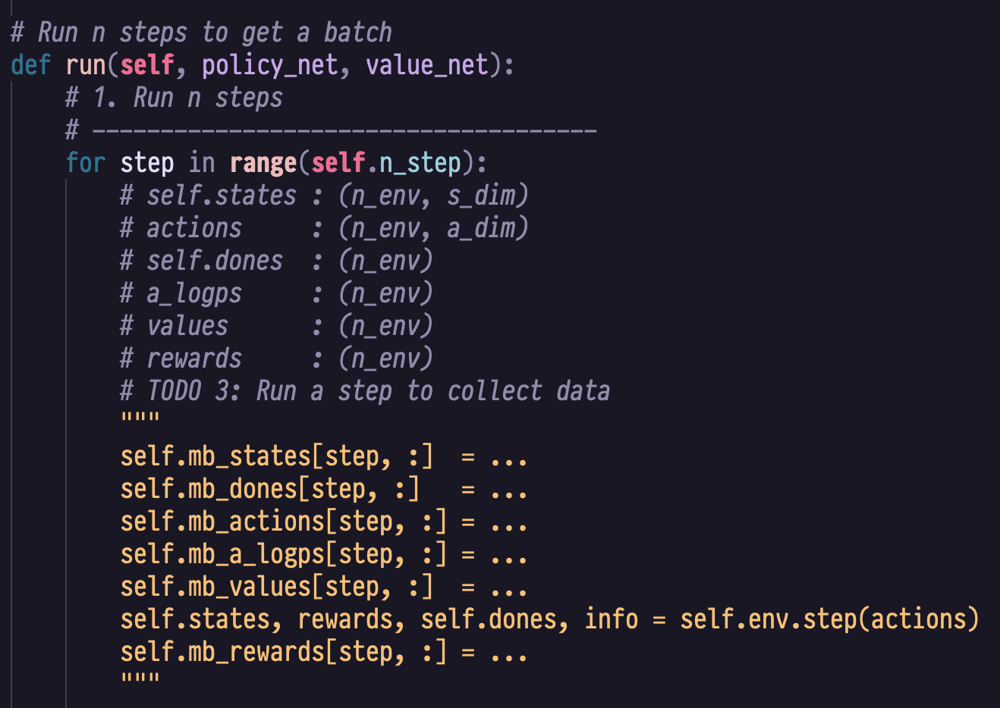 # Run n steps to get a batch
def run(self, policy_net, value_net):
    # 1. Run n steps
    # -------------------------------------
    for step in range(self.n_step):
        # self.states : (n_env, s_dim)
        # actions     : (n_env, a_dim)
        # self.dones  : (n_env)
        # a_logps     : (n_env)
        # values      : (n_env)
        # rewards     : (n_env)
        # TODO 3: Run a step to collect data
        """
        self.mb_states[step, :]  = ...
        self.mb_dones[step, :]   = ...
        self.mb_actions[step, :] = ...
        self.mb_a_logps[step, :] = ...
        self.mb_values[step, :]  = ...
        self.states, rewards, self.dones, info = self.env.step(actions)
        self.mb_rewards[step, :] = ...
        """